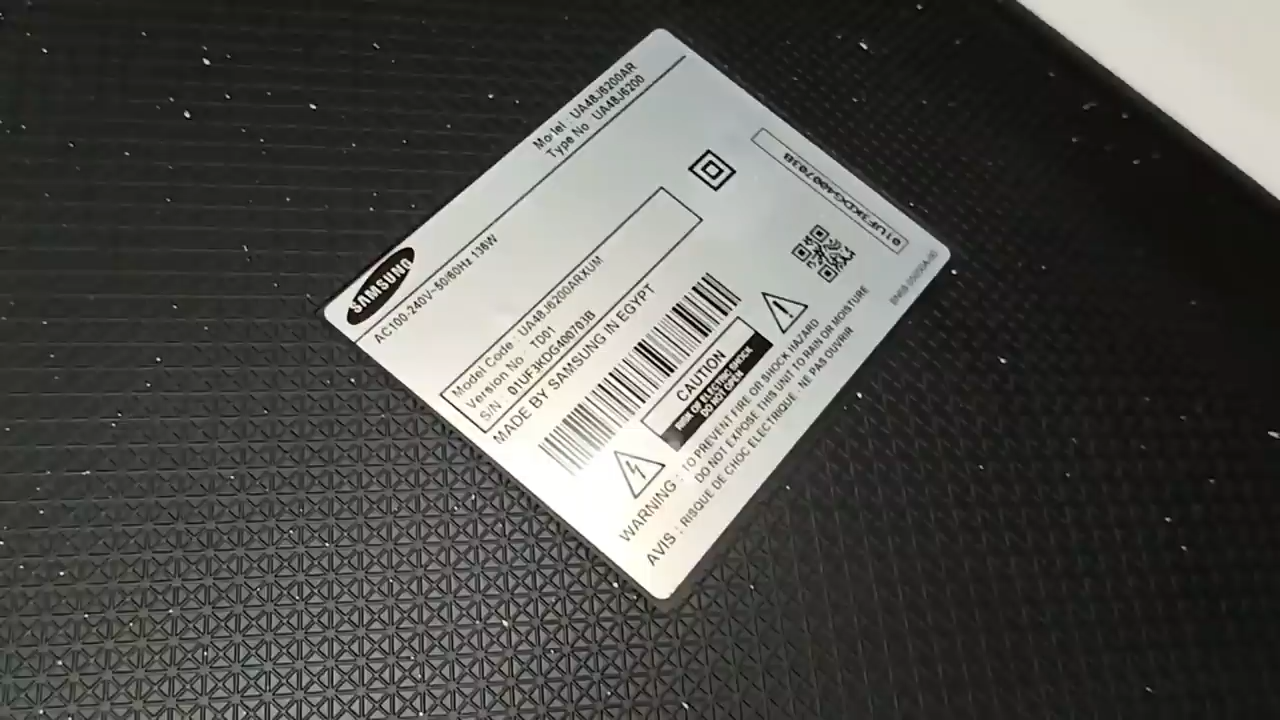 SAMSUNG
Model : UA48J6200AR
Type No : UA48J6200
AC100-240V~50/60Hz 136W
Model Code : UA48J6200ARXUM
Version No : TD01
S/N : 01UF3KDG400703B
MADE BY SAMSUNG IN EGYPT
01UF3KDG400703B
CAUTION
RISK OF ELECTRIC SHOCK
DO NOT OPEN
WARNING : TO PREVENT FIRE OR SHOCK HAZARD
DO NOT EXPOSE THIS UNIT TO RAIN OR MOISTURE
AVIS : RISQUE DE CHOC ELECTRIQUE : NE PAS OUVRIR